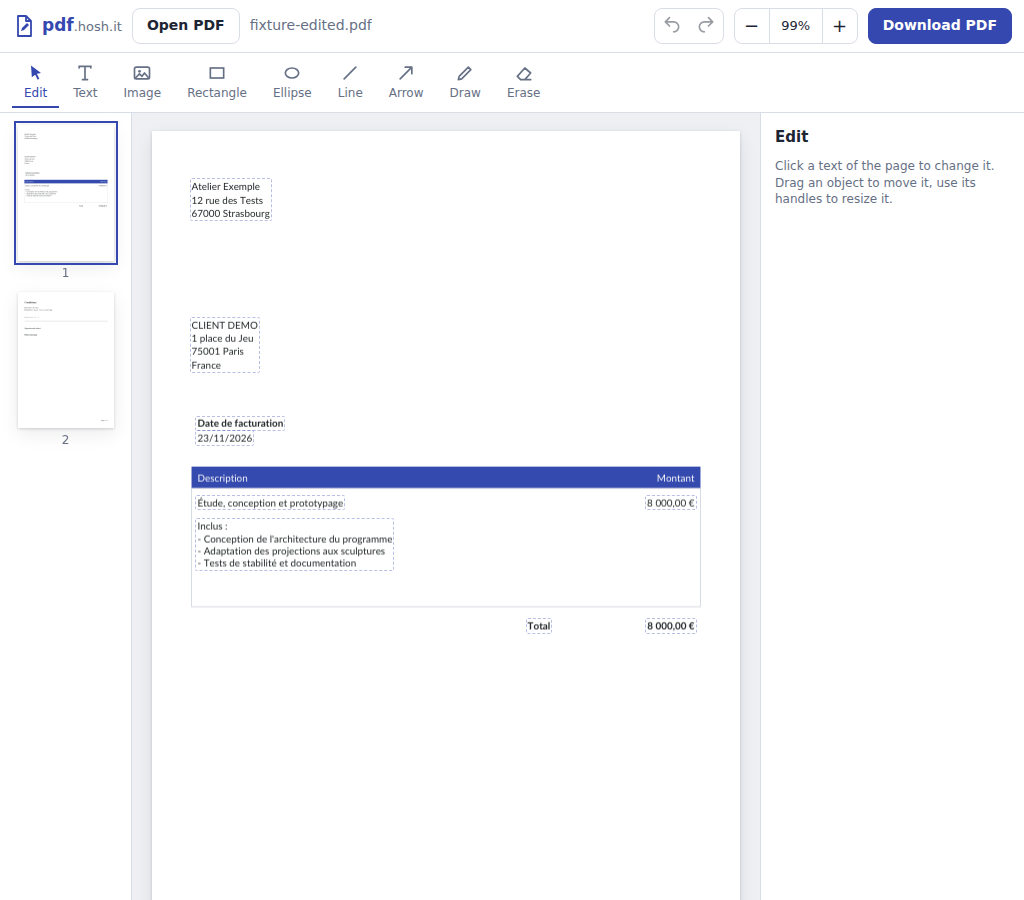 pdf.hosh.it
Open PDF
fixture-edited.pdf
99%
Download PDF
Edit
Text
Image
Rectangle
Ellipse
Line
Arrow
Draw
Erase
1
2
Atelier Exemple
12 rue des Tests
67000 Strasbourg
CLIENT DEMO
1 place du Jeu
75001 Paris
France
Date de facturation
23/11/2026
Description Montant
Étude, conception et prototypage 8 000,00 €
Inclus :
- Conception de l'architecture du programme
- Adaptation des projections aux sculptures
- Tests de stabilité et documentation
Total 8 000,00 €
Edit
Click a text of the page to change it.
Drag an object to move it, use its
handles to resize it.